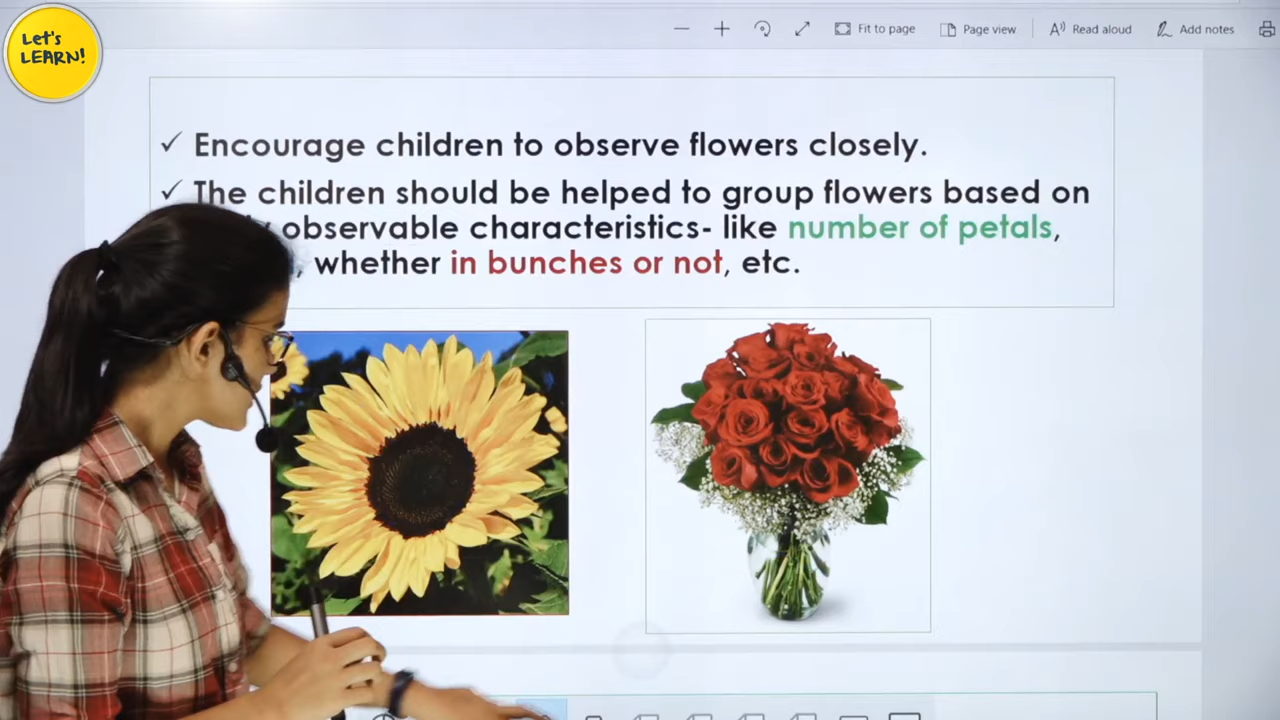 Let's
LEARN!
Fit to page
Page view
Read aloud
Add notes
✓ Encourage children to observe flowers closely.
✓ The children should be helped to group flowers based on
observable characteristics- like number of petals,
, whether in bunches or not, etc.